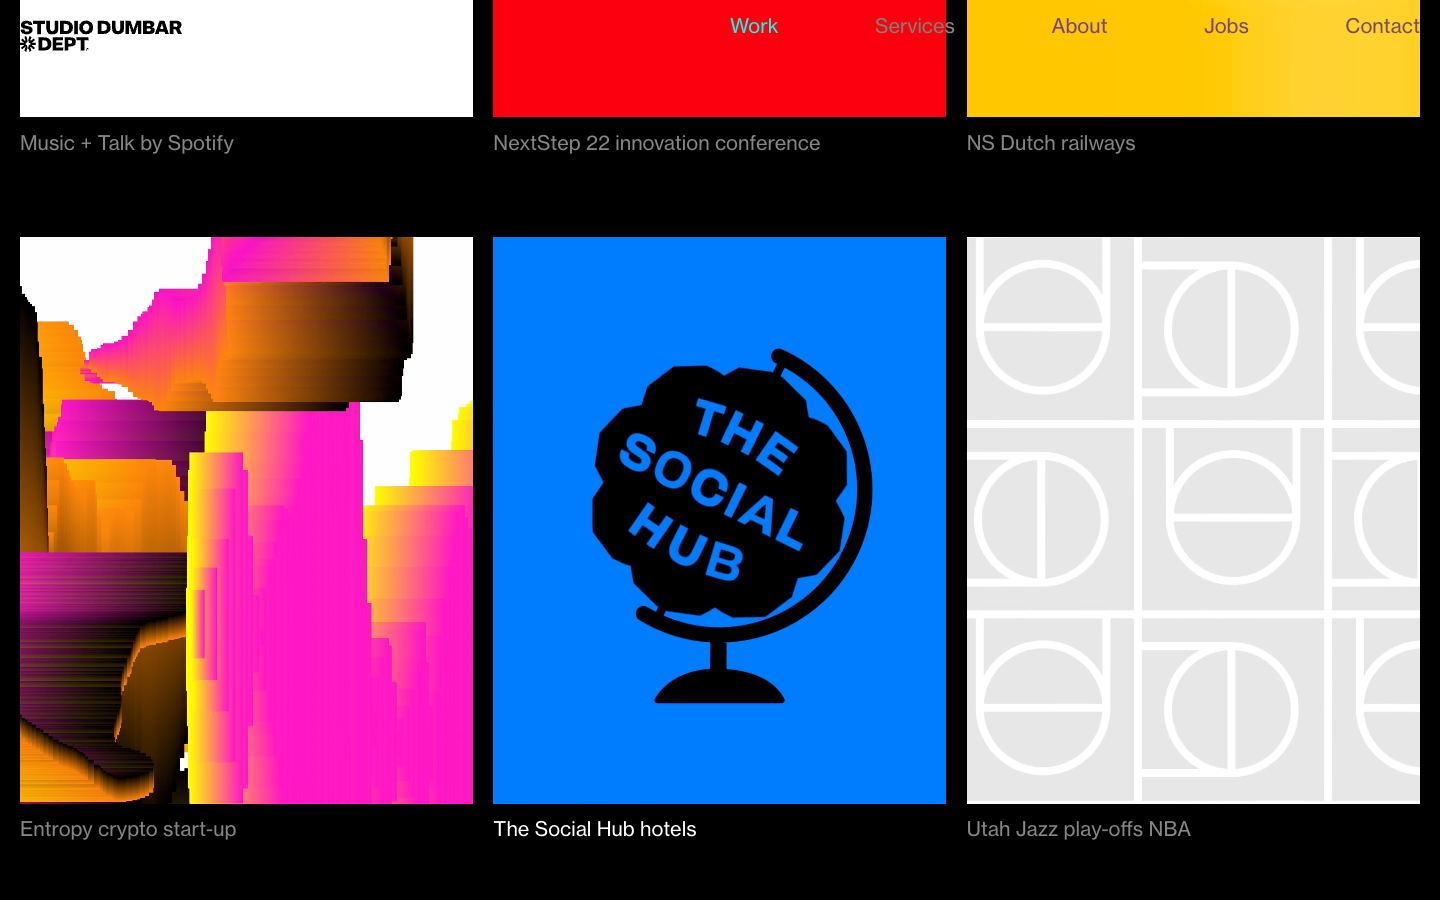 STUDIO DUMBAR
DEPT
Work
Services
About
Jobs
Contact
Music + Talk by Spotify
NextStep 22 innovation conference
NS Dutch railways
THE
SOCIAL
HUB
Entropy crypto start-up
The Social Hub hotels
Utah Jazz play-offs NBA